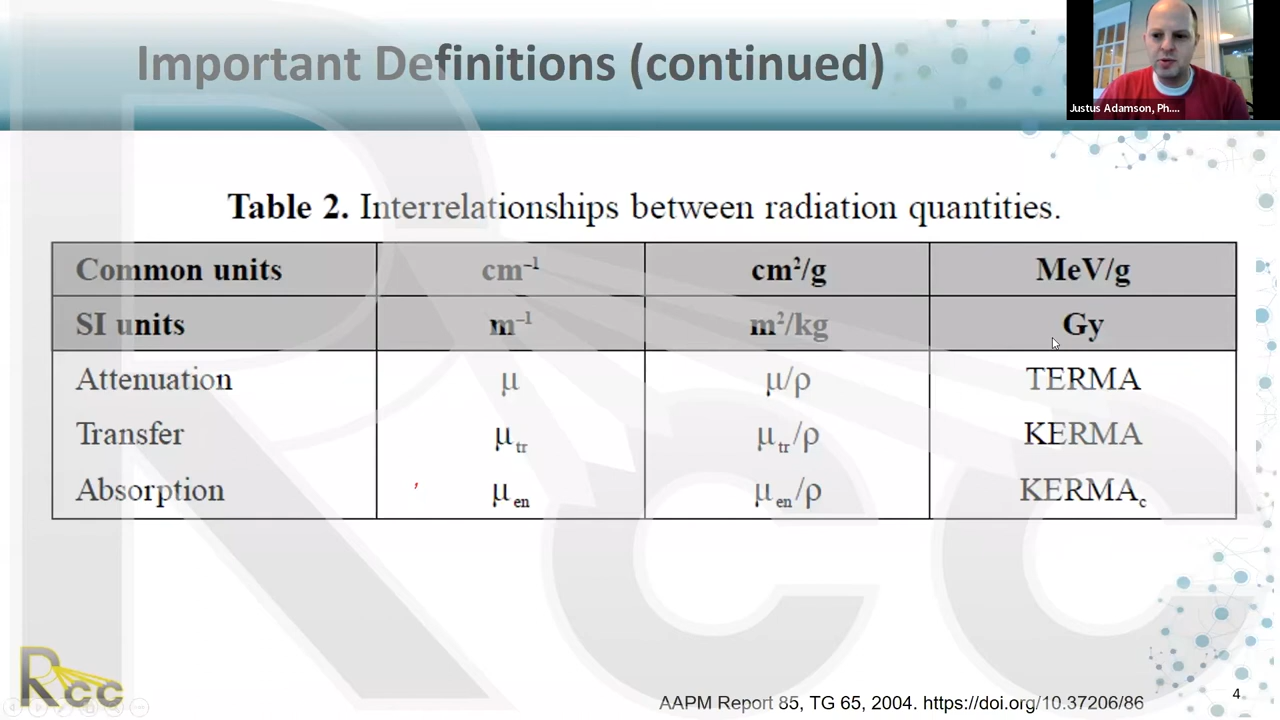 Important Definitions (continued)
Justus Adamson, Ph....
Table 2. Interrelationships between radiation quantities.
Common units cm⁻¹ cm²/g MeV/g
SI units m⁻¹ m²/kg Gy
Attenuation μ μ/ρ TERMA
Transfer μtr μtr/ρ KERMA
Absorption μen μen/ρ KERMAc
Rcc
Rcc
AAPM Report 85, TG 65, 2004. https://doi.org/10.37206/86
4